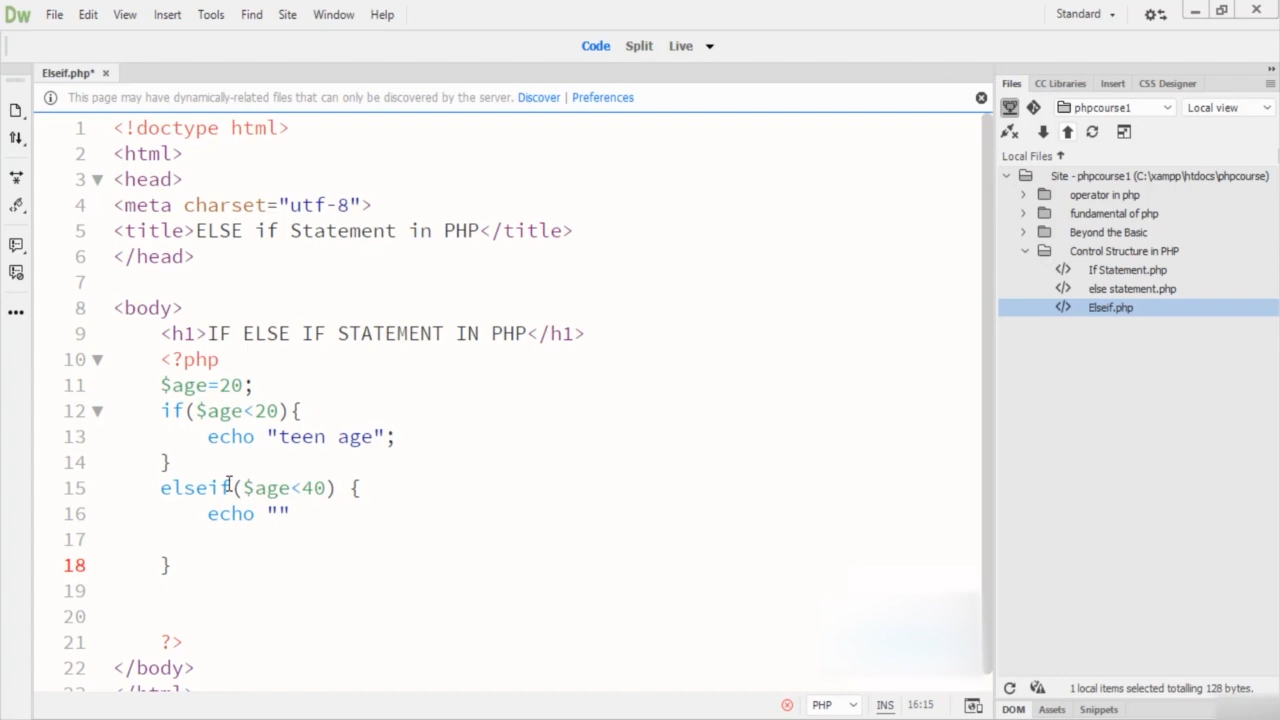 Dw File Edit View Insert Tools Find Site Window Help Standard
Code Split Live
Elseif.php* ×
This page may have dynamically-related files that can only be discovered by the server. Discover | Preferences
1 <!doctype html>
2 <html>
3 <head>
4 <meta charset="utf-8">
5 <title>ELSE if Statement in PHP</title>
6 </head>
7
8 <body>
9 <h1>IF ELSE IF STATEMENT IN PHP</h1>
10 <?php
11 $age=20;
12 if($age<20){
13 echo "teen age";
14 }
15 elseif($age<40) {
16 echo ""
17
18 }
19
20
21 ?>
22 </body>
PHP INS 16:15
Files CC Libraries Insert CSS Designer
phpcourse1 Local view
Local Files
Site - phpcourse1 (C:\xampp\htdocs\phpcourse)
operator in php
fundamental of php
Beyond the Basic
Control Structure in PHP
If Statement.php
else statement.php
Elseif.php
1 local items selected totalling 128 bytes.
DOM Assets Snippets